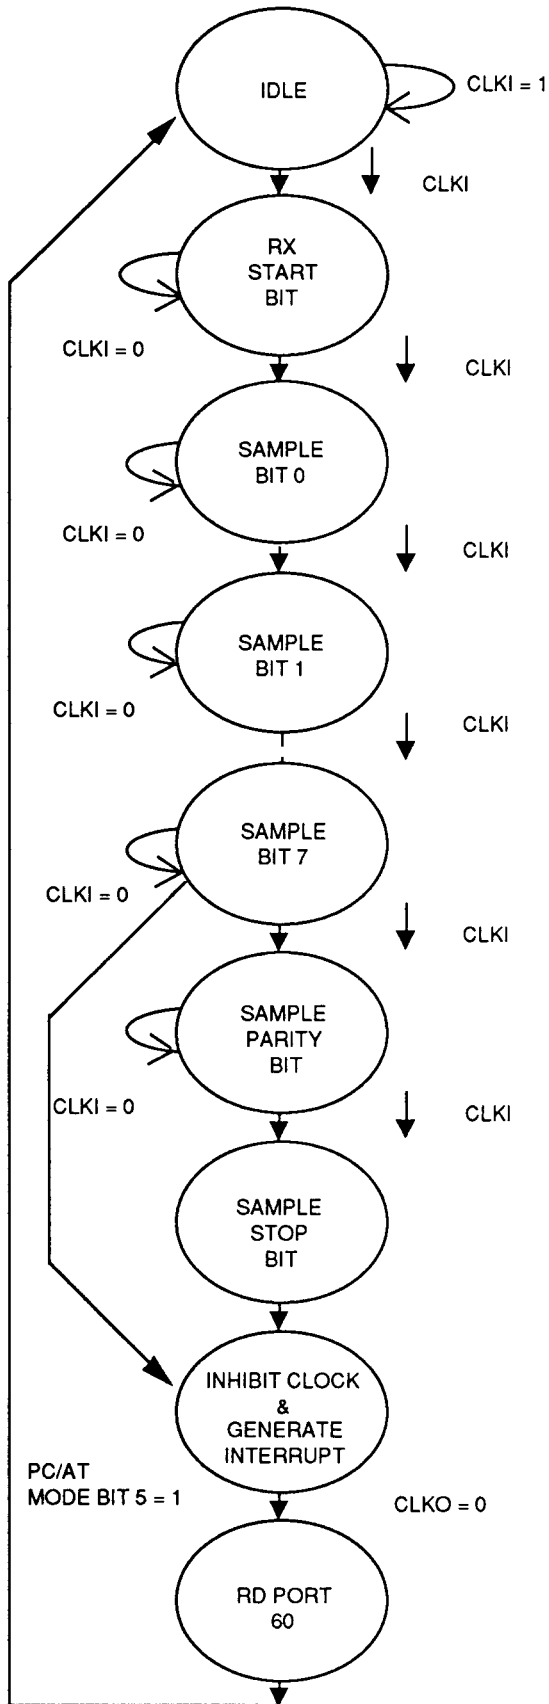 IDLE
CLKI = 1
CLKI
RX
START
BIT
CLKI = 0
CLKI
SAMPLE
BIT 0
CLKI = 0
CLKI
SAMPLE
BIT 1
CLKI = 0
CLKI
SAMPLE
BIT 7
CLKI = 0
CLKI
SAMPLE
PARITY
BIT
CLKI = 0
CLKI
SAMPLE
STOP
BIT
INHIBIT CLOCK
&
GENERATE
INTERRUPT
PC/AT
MODE BIT 5 = 1
CLKO = 0
RD PORT
60